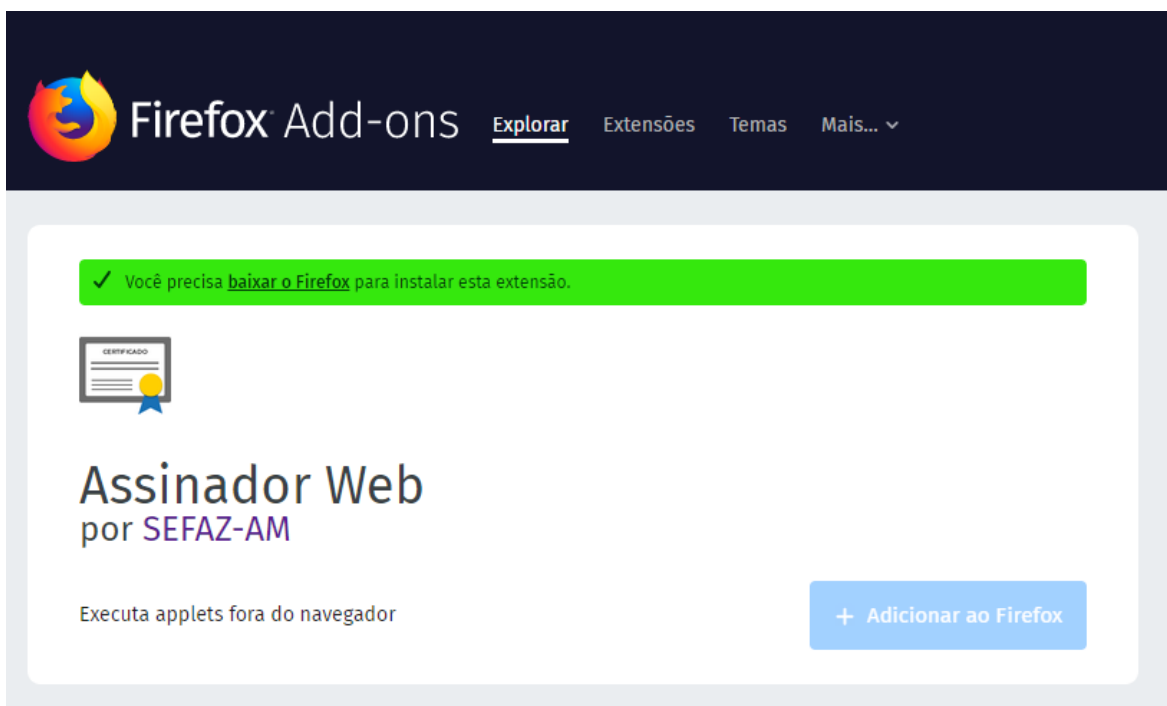 Firefox Add-ons Explorar Extensões Temas Mais...
Você precisa baixar o Firefox para instalar esta extensão.
CERTIFICADO
Assinador Web
por SEFAZ-AM
Executa applets fora do navegador
+ Adicionar ao Firefox